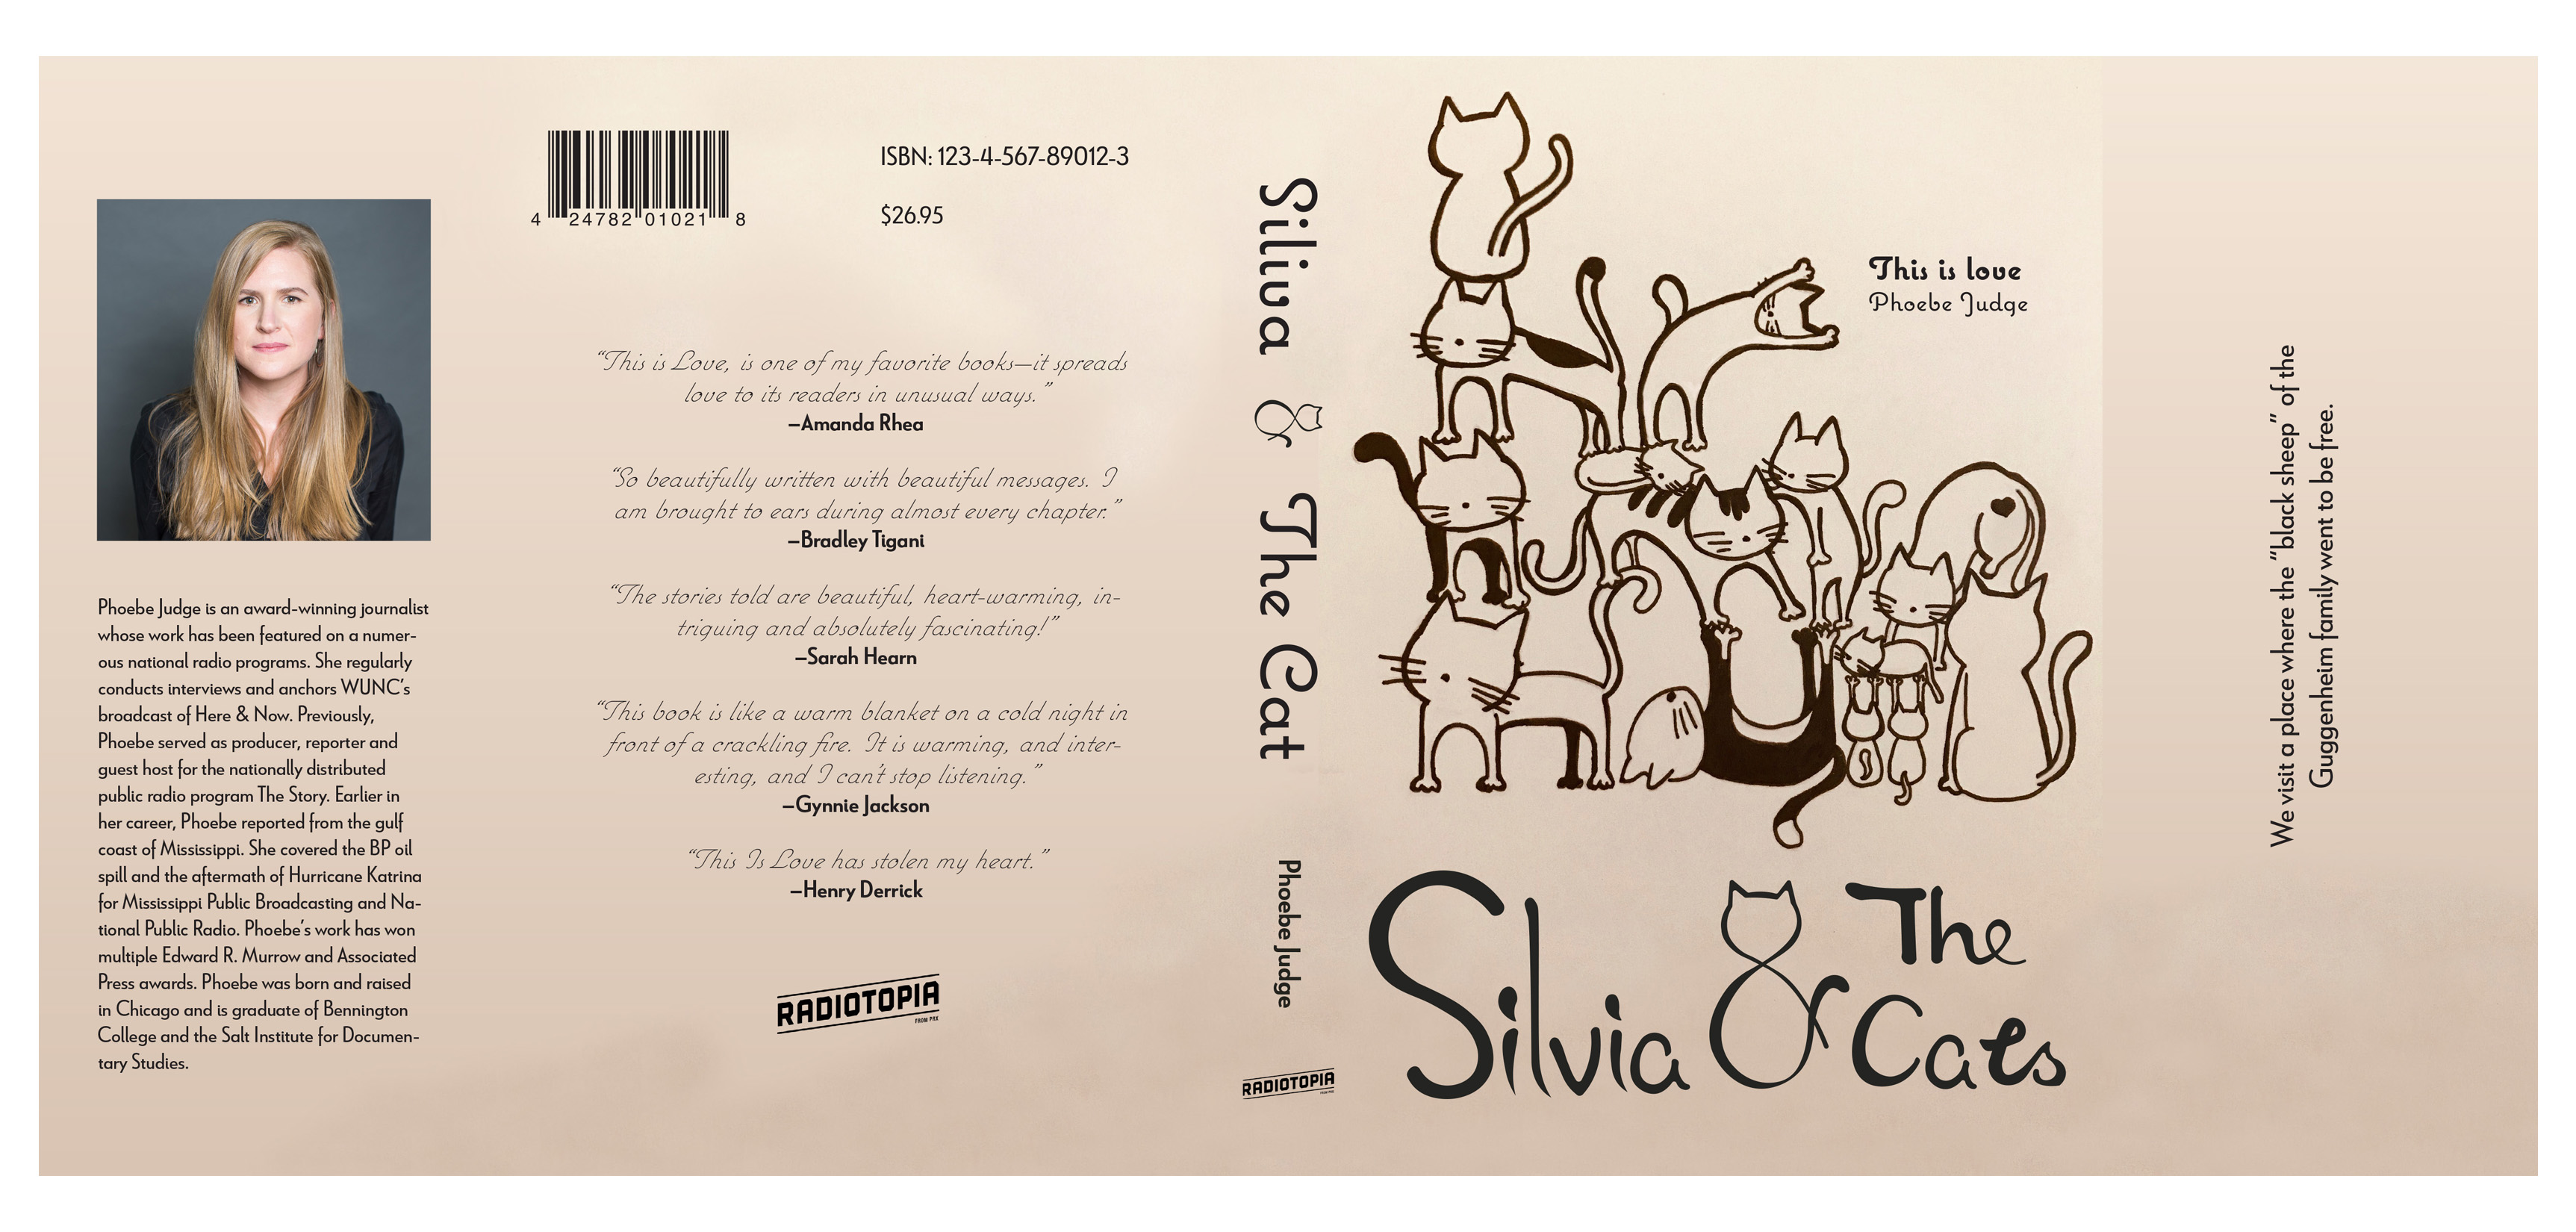 Phoebe Judge is an award-winning journalist
whose work has been featured on a numer-
ous national radio programs. She regularly
conducts interviews and anchors WUNC's
broadcast of Here & Now. Previously,
Phoebe served as producer, reporter and
guest host for the nationally distributed
public radio program The Story. Earlier in
her career, Phoebe reported from the gulf
coast of Mississippi. She covered the BP oil
spill and the aftermath of Hurricane Katrina
for Mississippi Public Broadcasting and Na-
tional Public Radio. Phoebe's work has won
multiple Edward R. Murrow and Associated
Press awards. Phoebe was born and raised
in Chicago and is graduate of Bennington
College and the Salt Institute for Documen-
tary Studies.
4 24782 01021 8
ISBN: 123-4-567-89012-3
$26.95
“This is Love, is one of my favorite books—it spreads
love to its readers in unusual ways.”
—Amanda Rhea
“So beautifully written with beautiful messages. I
am brought to ears during almost every chapter.”
—Bradley Tigani
“The stories told are beautiful, heart-warming, in-
triguing and absolutely fascinating!”
—Sarah Hearn
“This book is like a warm blanket on a cold night in
front of a crackling fire. It is warming, and inter-
esting, and I can't stop listening.”
—Gynnie Jackson
“This Is Love has stolen my heart.”
—Henry Derrick
RADIOTOPIA
FROM PRX
Silva & The Cat
Phoebe Judge
RADIOTOPIA
FROM PRX
This is love
Phoebe Judge
Silvia & The
Cats
We visit a place where the “black sheep” of the
Guggenheim family went to be free.